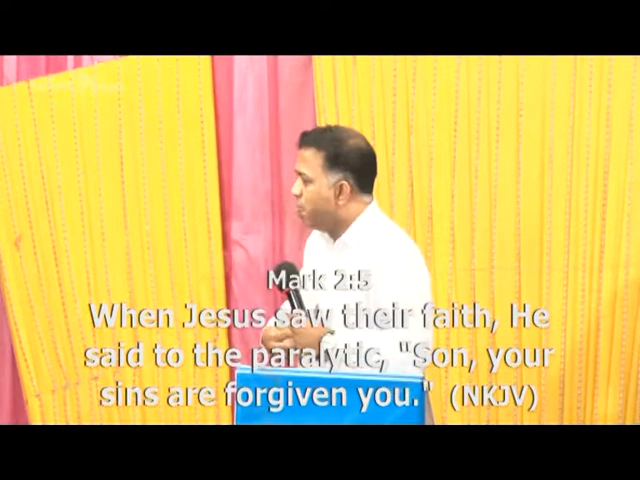 Mark 2:5
When Jesus saw their faith, He
said to the paralytic, "Son, your
sins are forgiven you." (NKJV)